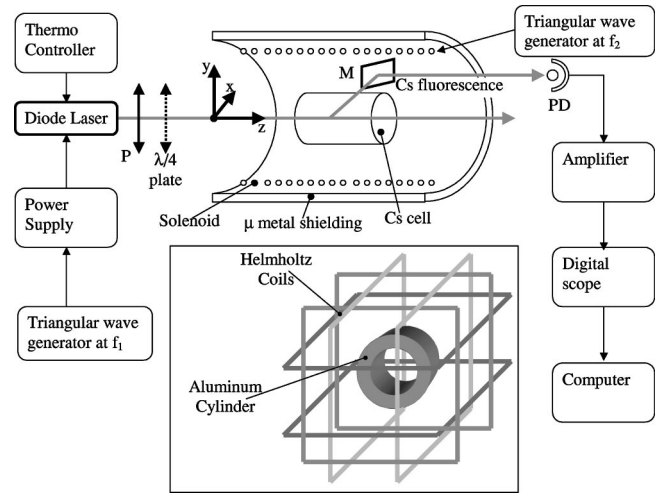 Thermo
Controller
Diode Laser
Power
Supply
Triangular wave
generator at f₁
P
λ/4
plate
y
x
z
Solenoid
μ metal shielding
Cs cell
M
Cs fluorescence
Triangular wave
generator at f₂
PD
Amplifier
Digital
scope
Computer
Helmholtz
Coils
Aluminum
Cylinder